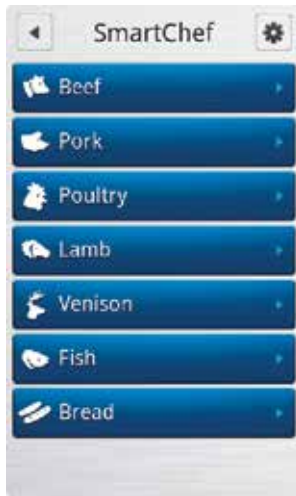 SmartChef
Beef
Pork
Poultry
Lamb
Venison
Fish
Bread